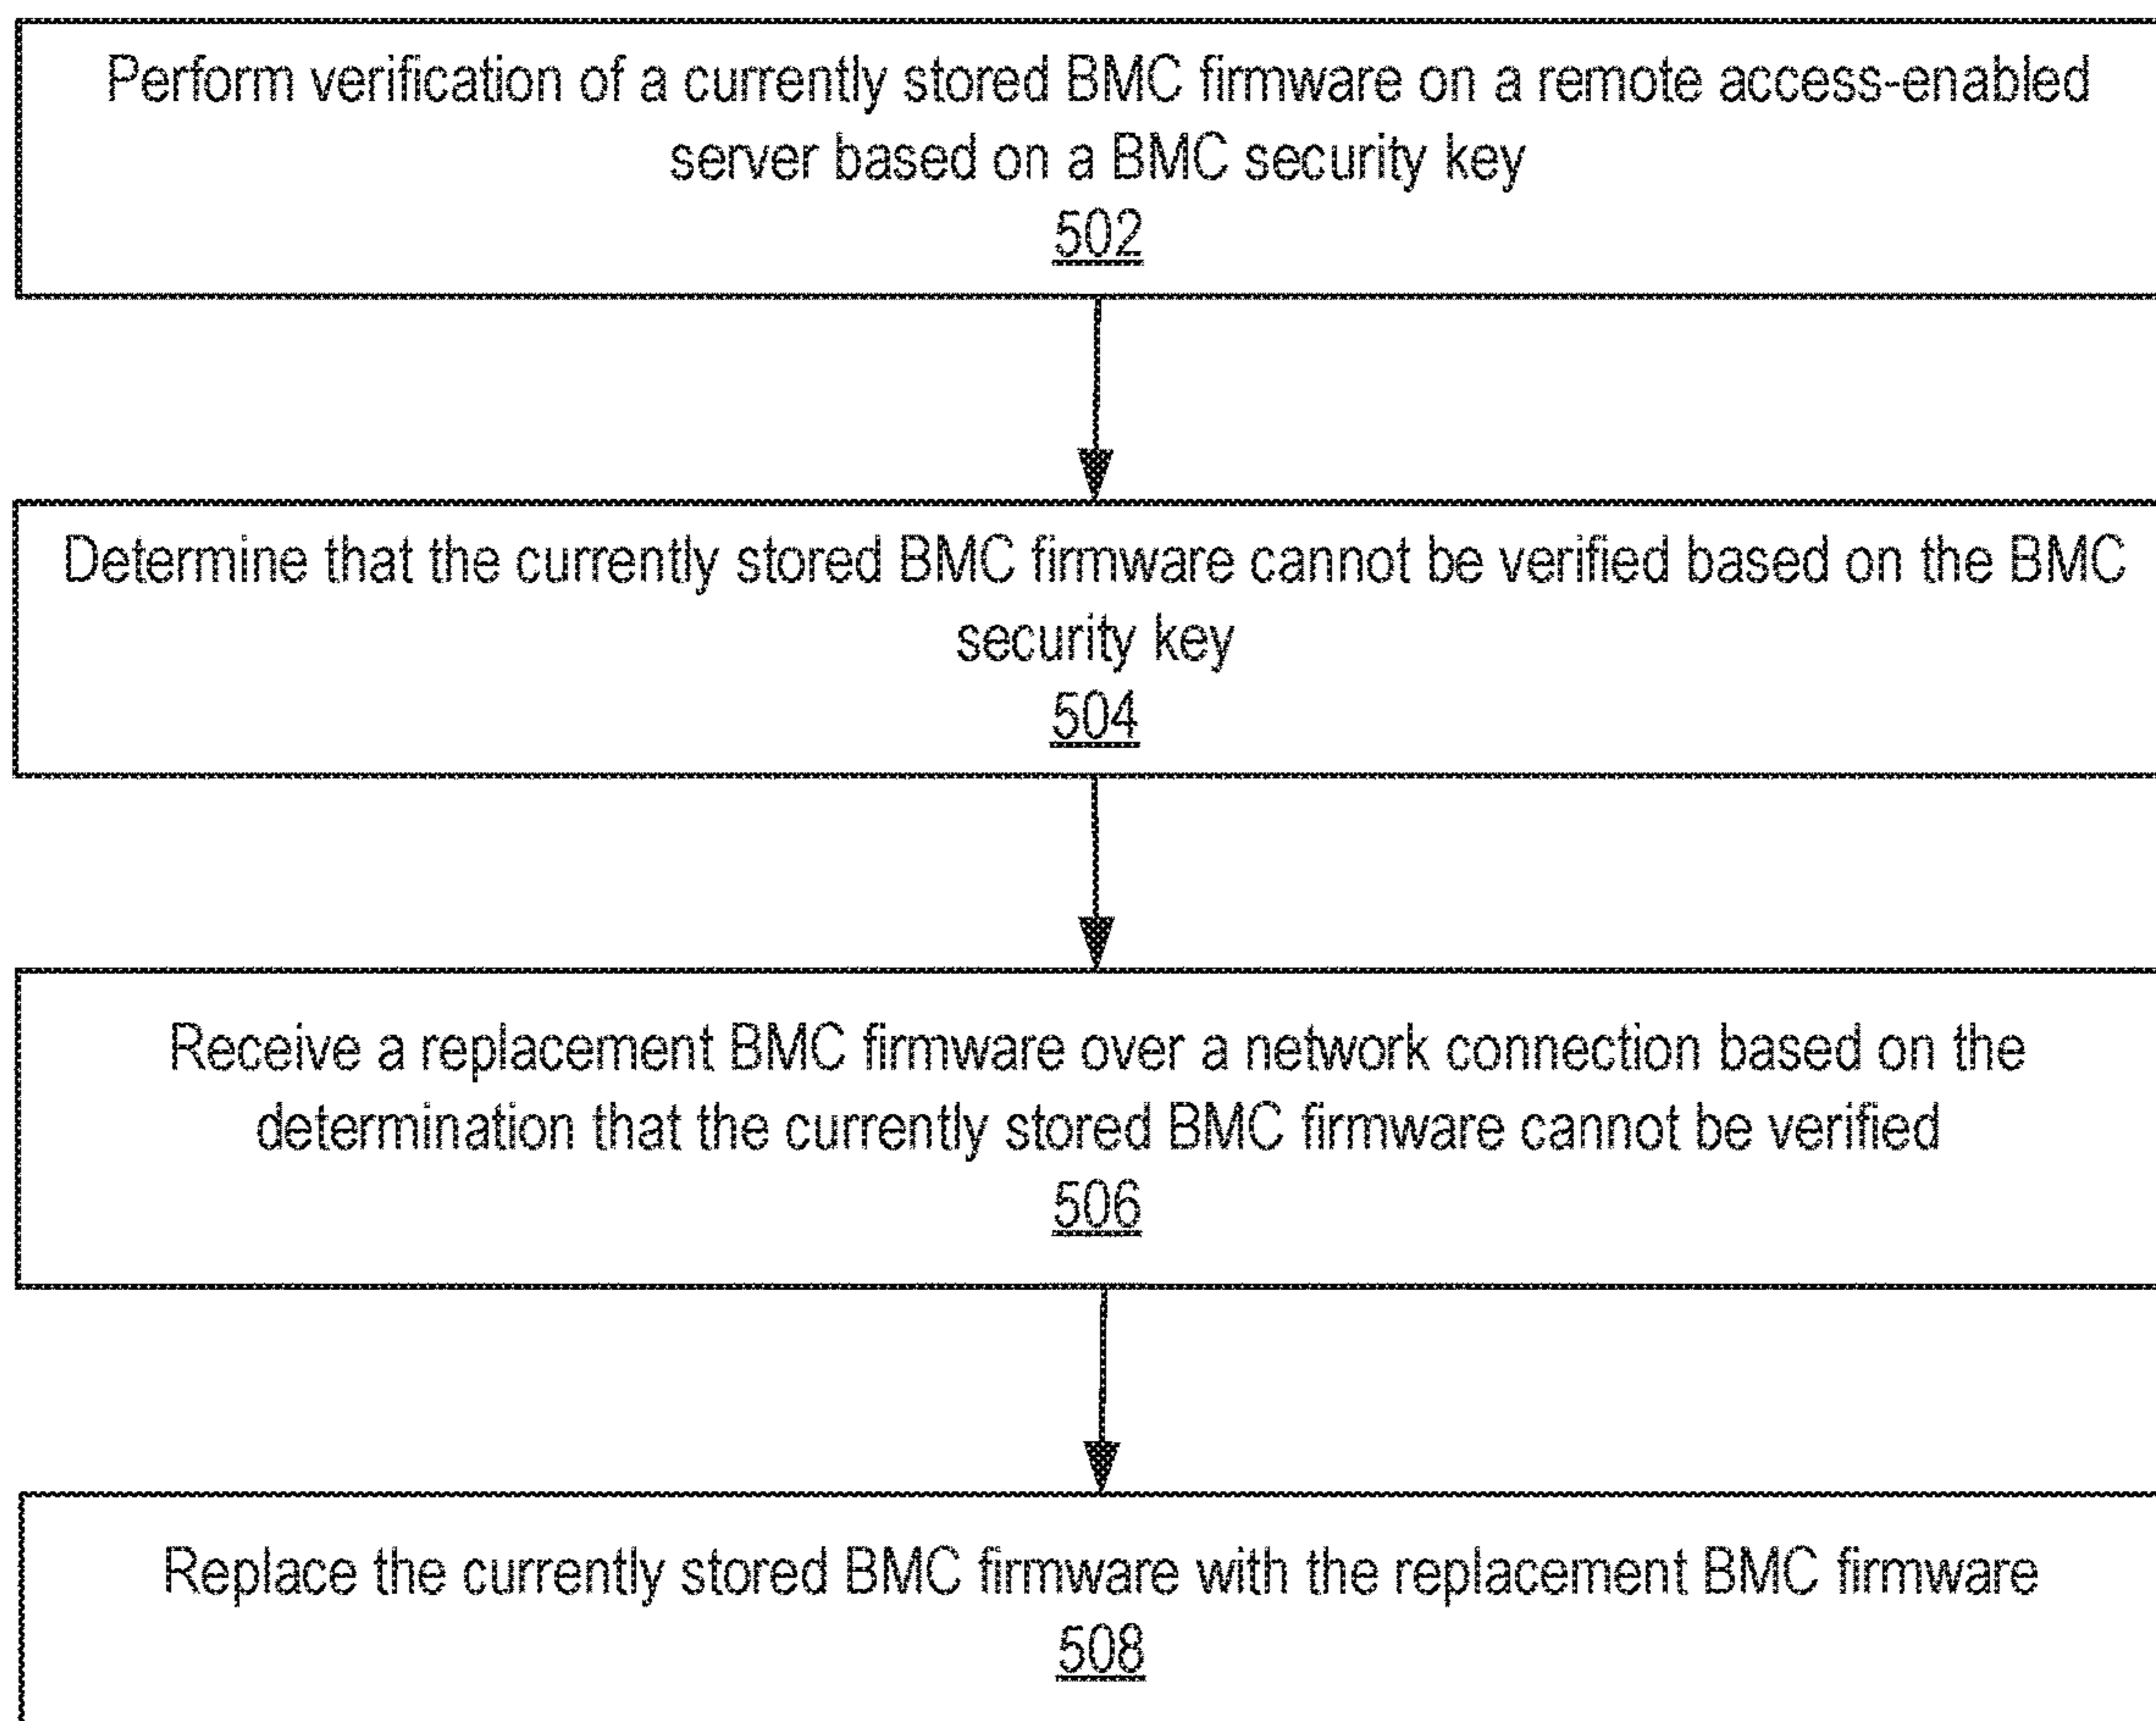 Perform verification of a currently stored BMC firmware on a remote access-enabled
server based on a BMC security key
502
Determine that the currently stored BMC firmware cannot be verified based on the BMC
security key
504
Receive a replacement BMC firmware over a network connection based on the
determination that the currently stored BMC firmware cannot be verified
506
Replace the currently stored BMC firmware with the replacement BMC firmware
508